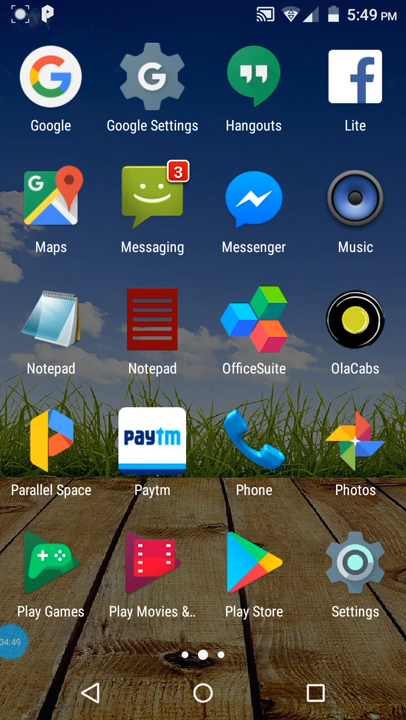 5:49 PM
Google Google Settings Hangouts Lite
3
Maps Messaging Messenger Music
Notepad Notepad OfficeSuite OlaCabs
Paytm
Parallel Space Paytm Phone Photos
Play Games Play Movies &.. Play Store Settings
04:49